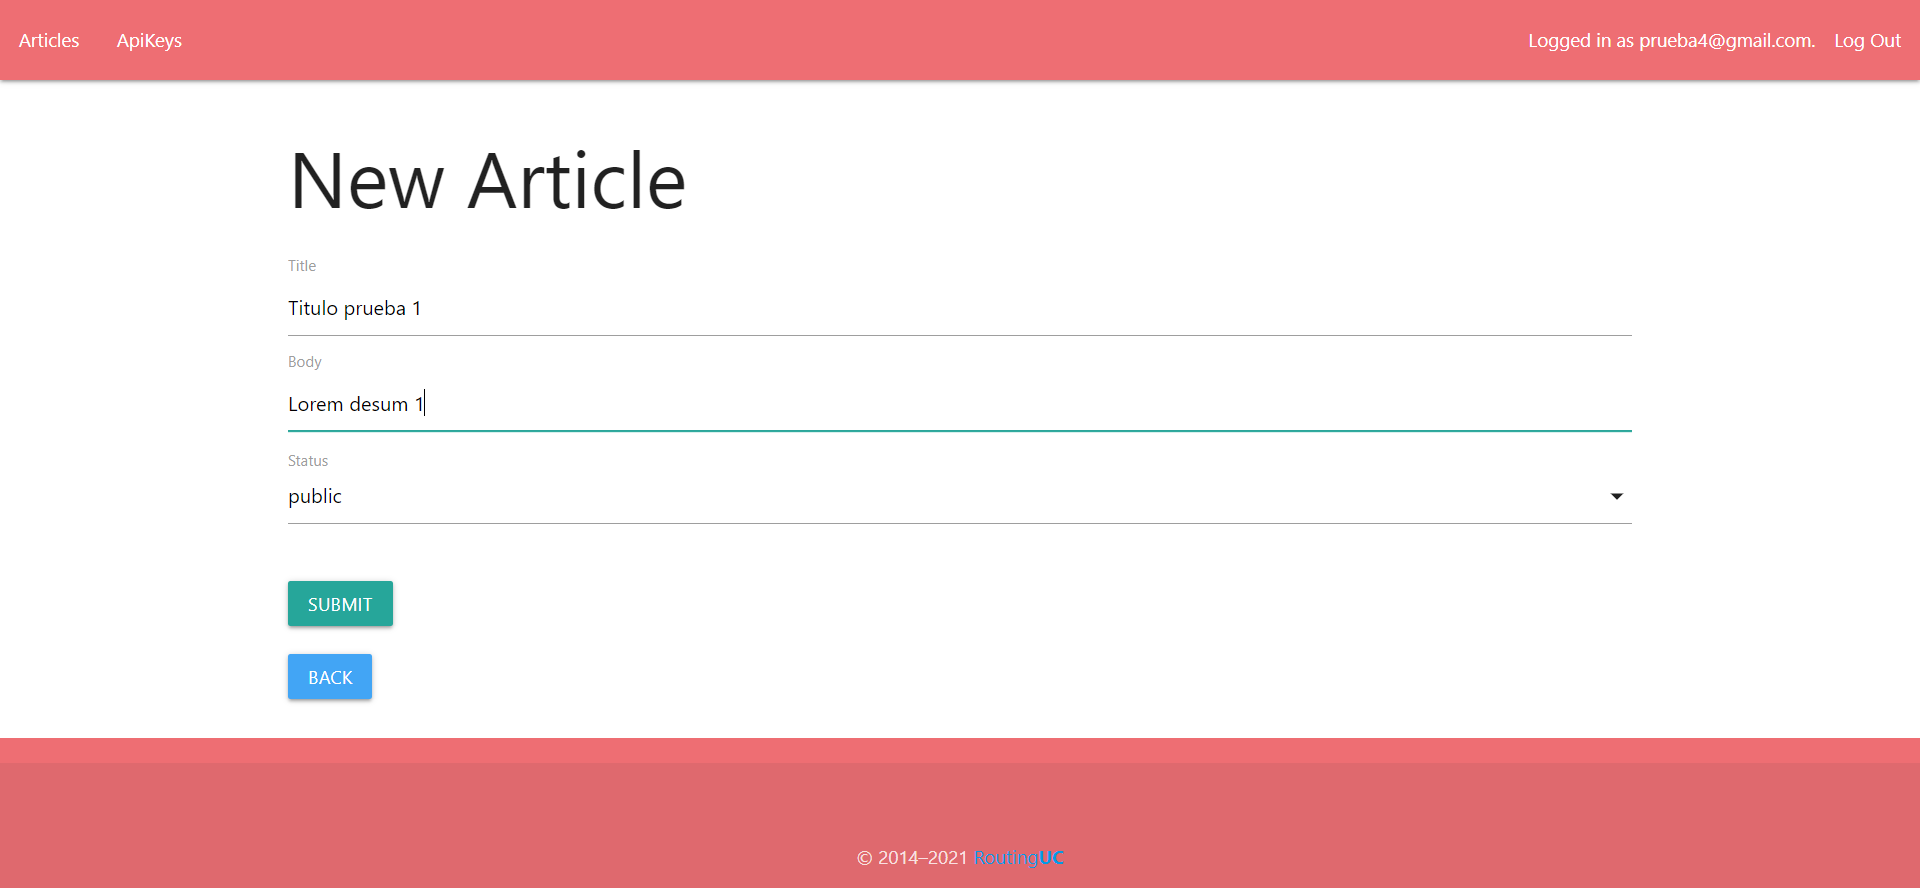 Articles ApiKeys Logged in as prueba4@gmail.com. Log Out
New Article
Title
Titulo prueba 1
Body
Lorem desum 1
Status
public
SUBMIT
BACK
© 2014–2021 RoutingUC